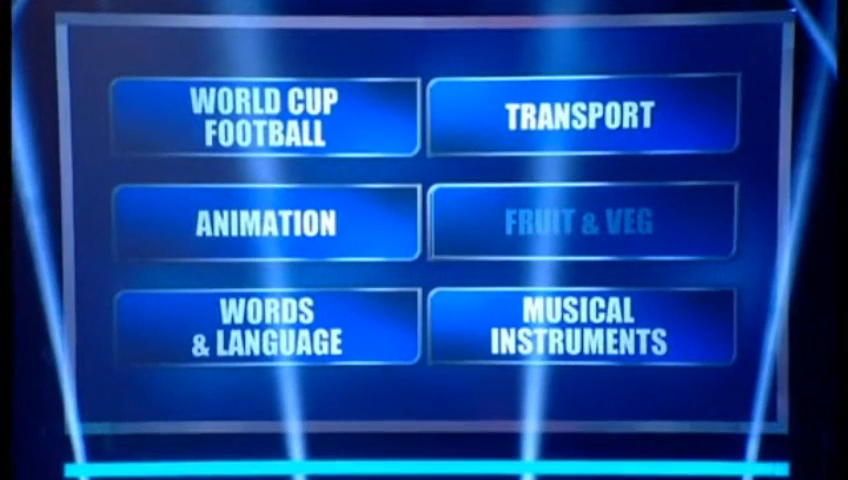 WORLD CUP
FOOTBALL
TRANSPORT
ANIMATION
FRUIT & VEG
WORDS
& LANGUAGE
MUSICAL
INSTRUMENTS